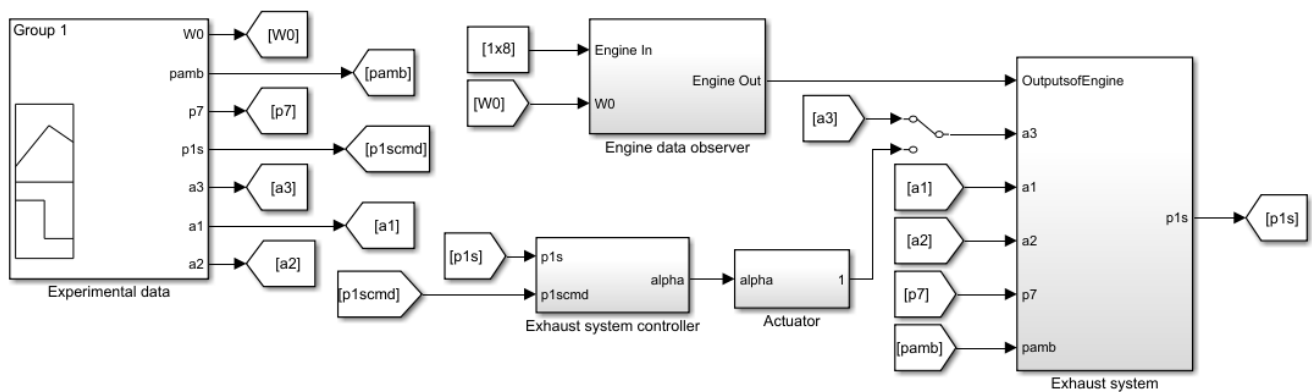 Group 1
W0
[W0]
pamb
[pamb]
p7
[p7]
p1s
[p1scmd]
a3
[a3]
a1
[a1]
a2
[a2]
Experimental data
[1x8]
Engine In
[W0]
W0
Engine Out
Engine data observer
[p1s]
p1s
[p1scmd]
p1scmd
alpha
Exhaust system controller
alpha
1
Actuator
[a3]
[a1]
[a2]
[p7]
[pamb]
OutputsofEngine
a3
a1
a2
p7
pamb
p1s
Exhaust system
[p1s]